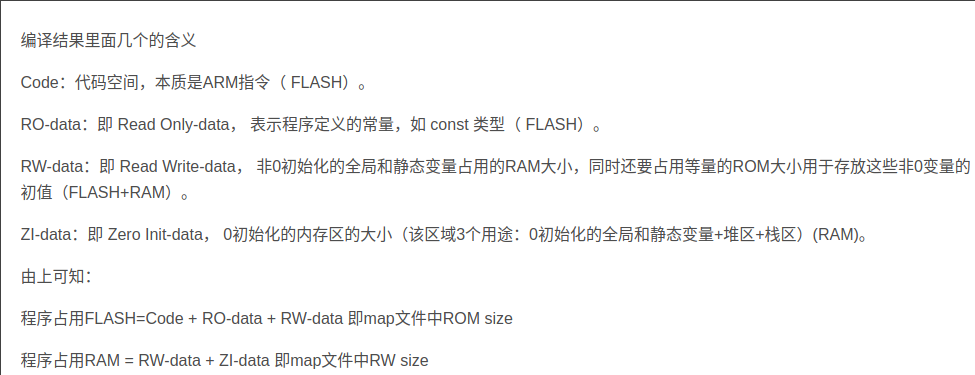 编译结果里面几个的含义
Code：代码空间，本质是ARM指令（ FLASH）。
RO-data：即 Read Only-data， 表示程序定义的常量，如 const 类型（ FLASH）。
RW-data：即 Read Write-data， 非0初始化的全局和静态变量占用的RAM大小，同时还要占用等量的ROM大小用于存放这些非0变量的
初值（FLASH+RAM）。
ZI-data：即 Zero Init-data， 0初始化的内存区的大小（该区域3个用途：0初始化的全局和静态变量+堆区+栈区）(RAM)。
由上可知：
程序占用FLASH=Code + RO-data + RW-data 即map文件中ROM size
程序占用RAM = RW-data + ZI-data 即map文件中RW size